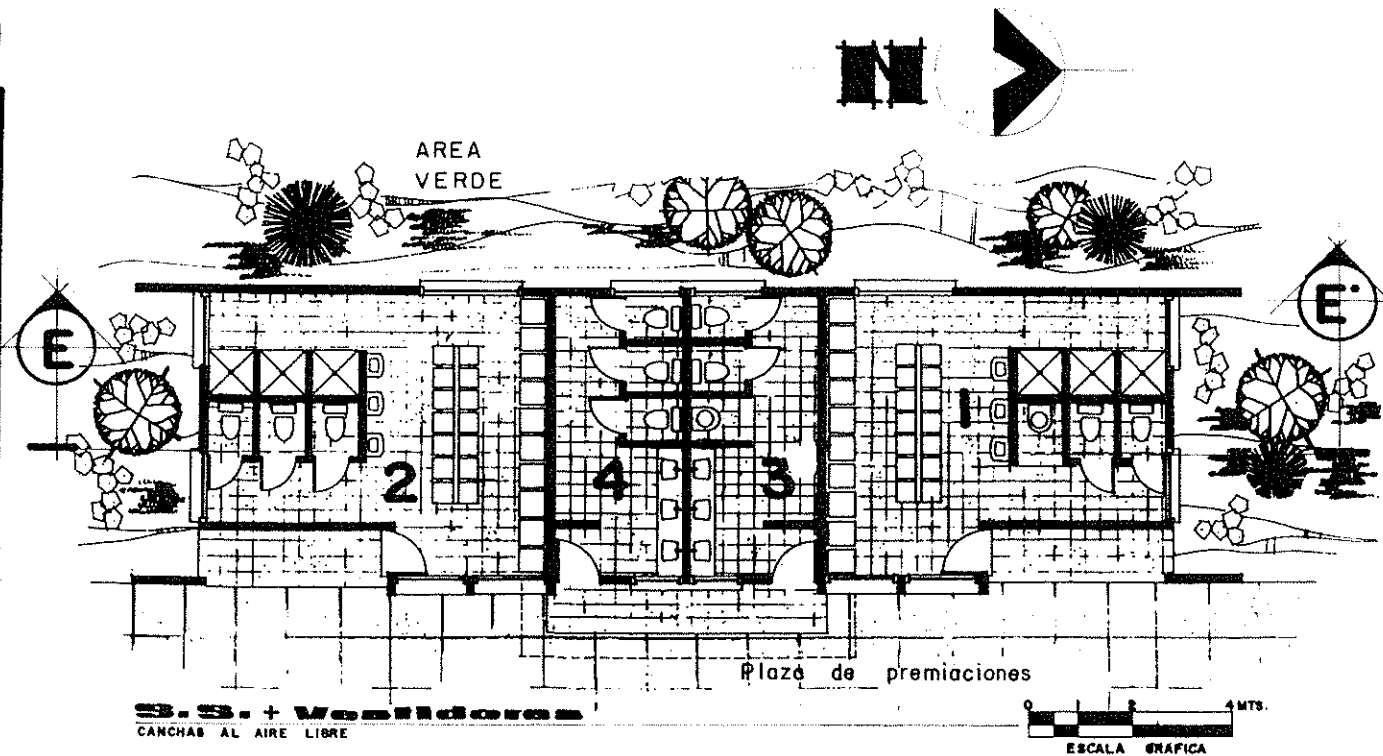 N
AREA
VERDE
E
E'
2
4
3
1
Plaza de premiaciones
S.S. + Vestidores
CANCHAS AL AIRE LIBRE
0 1 2 4 MTS.
ESCALA GRAFICA